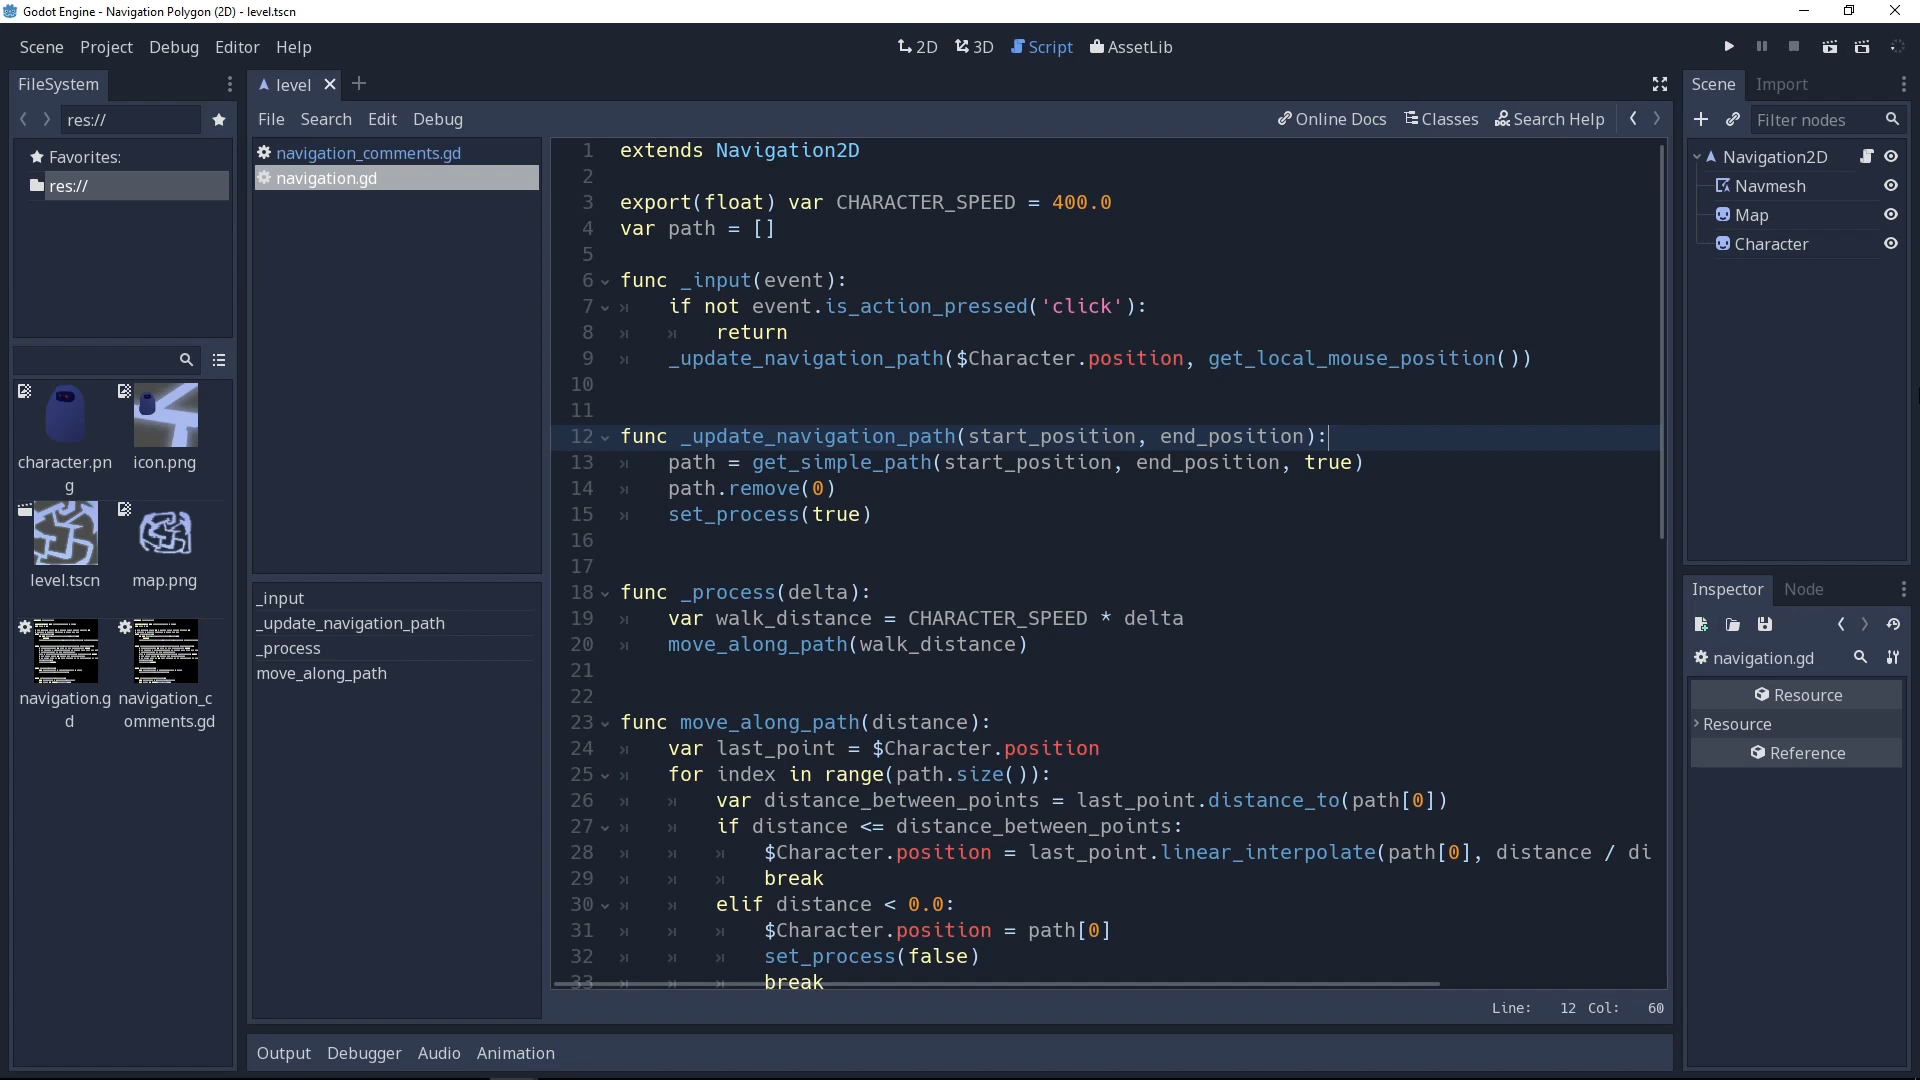 Godot Engine - Navigation Polygon (2D) - level.tscn
Scene Project Debug Editor Help
2D 3D Script AssetLib
FileSystem
res://
Favorites:
res://
character.pn
g
icon.png
level.tscn
map.png
navigation.g
d
navigation_c
omments.gd
level
File Search Edit Debug
Online Docs Classes Search Help
navigation_comments.gd
navigation.gd
_input
_update_navigation_path
_process
move_along_path
1 extends Navigation2D
2
3 export(float) var CHARACTER_SPEED = 400.0
4 var path = []
5
6 func _input(event):
7 if not event.is_action_pressed('click'):
8 return
9 _update_navigation_path($Character.position, get_local_mouse_position())
10
11
12 func _update_navigation_path(start_position, end_position):
13 path = get_simple_path(start_position, end_position, true)
14 path.remove(0)
15 set_process(true)
16
17
18 func _process(delta):
19 var walk_distance = CHARACTER_SPEED * delta
20 move_along_path(walk_distance)
21
22
23 func move_along_path(distance):
24 var last_point = $Character.position
25 for index in range(path.size()):
26 var distance_between_points = last_point.distance_to(path[0])
27 if distance <= distance_between_points:
28 $Character.position = last_point.linear_interpolate(path[0], distance / di
29 break
30 elif distance < 0.0:
31 $Character.position = path[0]
32 set_process(false)
33 break
Line: 12 Col: 60
Output Debugger Audio Animation
Scene Import
Filter nodes
Navigation2D
Navmesh
Map
Character
Inspector Node
navigation.gd
Resource
Resource
Reference